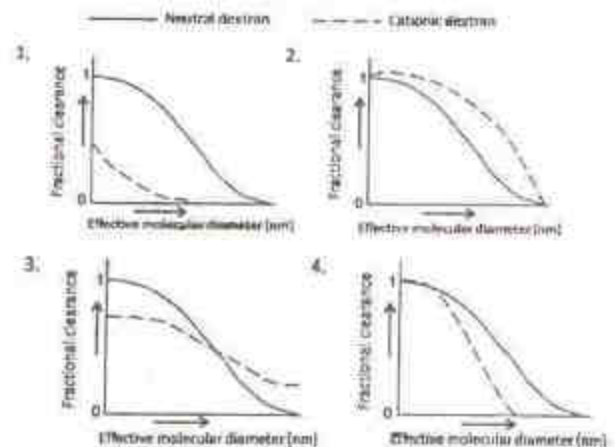 Neutral dextron Cationic dextron
1. 2.
Fractional clearance 1 0 Fractional clearance 1 0
Effective molecular diameter [nm] Effective molecular diameter [nm]
3. 4.
Fractional clearance 1 0 Fractional clearance 1 0
Effective molecular diameter [nm] Effective molecular diameter [nm]